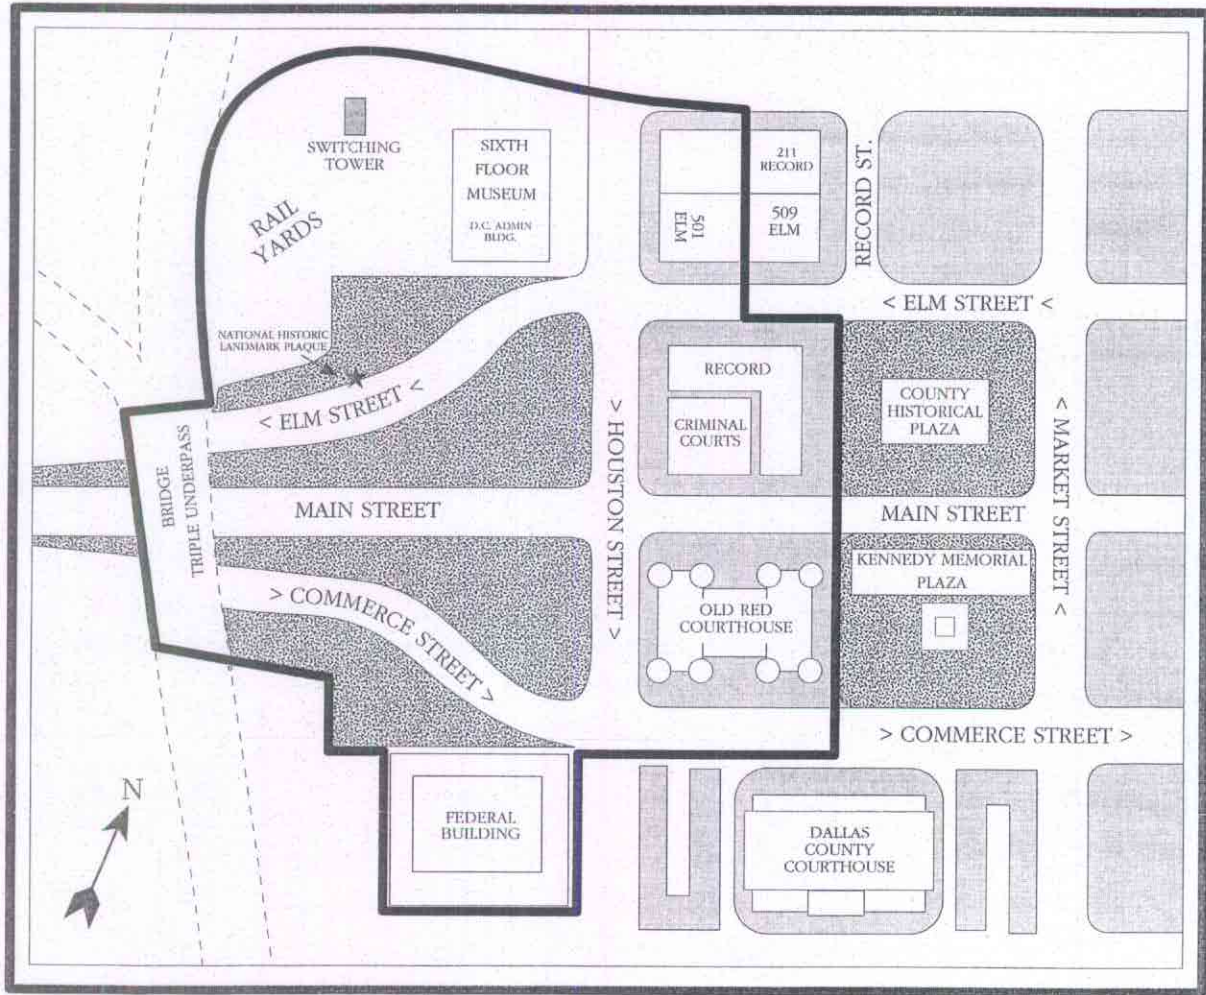 SWITCHING
TOWER
SIXTH
FLOOR
MUSEUM
D.C. ADMIN
BLDG.
RAIL
YARDS
211
RECORD
501
ELM
509
ELM
RECORD ST.
< ELM STREET <
NATIONAL HISTORIC
LANDMARK PLAQUE
< ELM STREET <
RECORD
CRIMINAL
COURTS
COUNTY
HISTORICAL
PLAZA
> HOUSTON STREET >
< MARKET STREET <
BRIDGE
TRIPLE UNDERPASS
MAIN STREET
MAIN STREET
KENNEDY MEMORIAL
PLAZA
> COMMERCE STREET >
OLD RED
COURTHOUSE
> COMMERCE STREET >
N
FEDERAL
BUILDING
DALLAS
COUNTY
COURTHOUSE